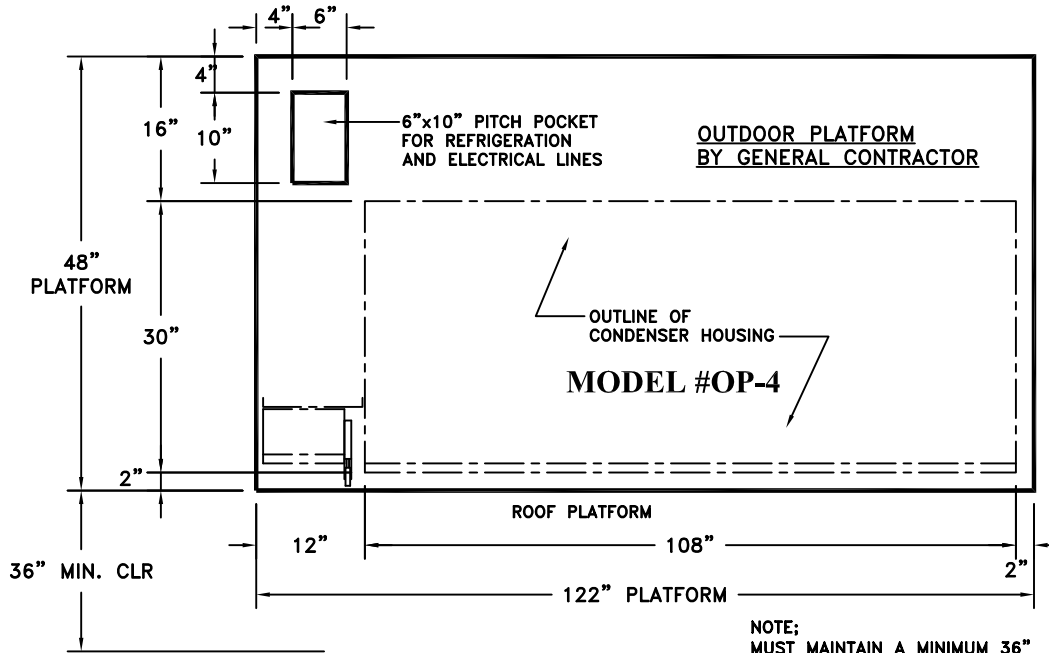 4” 6”
4”
16” 10”
6”x10” PITCH POCKET
FOR REFRIGERATION
AND ELECTRICAL LINES
OUTDOOR PLATFORM
BY GENERAL CONTRACTOR
48”
PLATFORM
30”
OUTLINE OF
CONDENSER HOUSING
MODEL #OP-4
2”
ROOF PLATFORM
12” 108”
2”
36” MIN. CLR
122” PLATFORM
NOTE;
MUST MAINTAIN A MINIMUM 36”